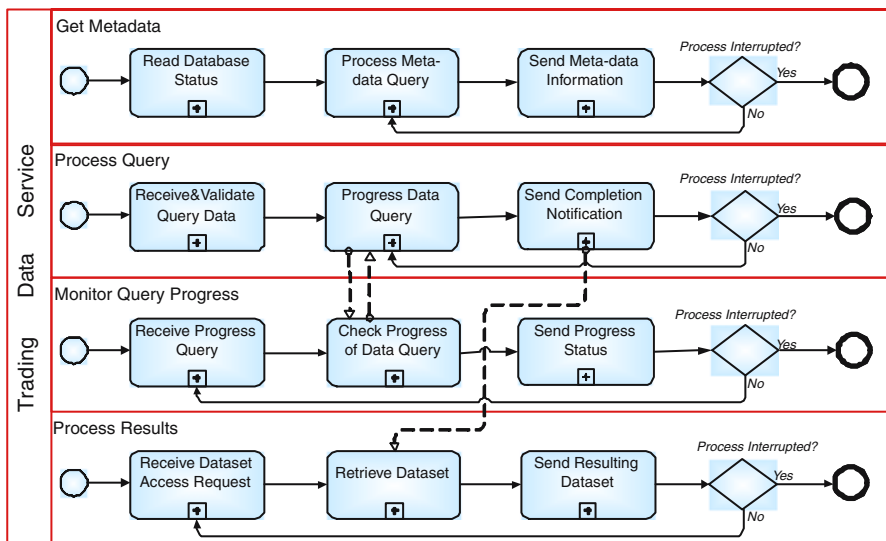 Trading Data Service
Get Metadata
Read Database
Status
Process Meta-
data Query
Send Meta-data
Information
Process Interrupted?
Yes
No
Process Query
Receive&Validate
Query Data
Progress Data
Query
Send Completion
Notification
Process Interrupted?
Yes
No
Monitor Query Progress
Receive Progress
Query
Check Progress
of Data Query
Send Progress
Status
Process Interrupted?
Yes
No
Process Results
Receive Dataset
Access Request
Retrieve Dataset
Send Resulting
Dataset
Process Interrupted?
Yes
No